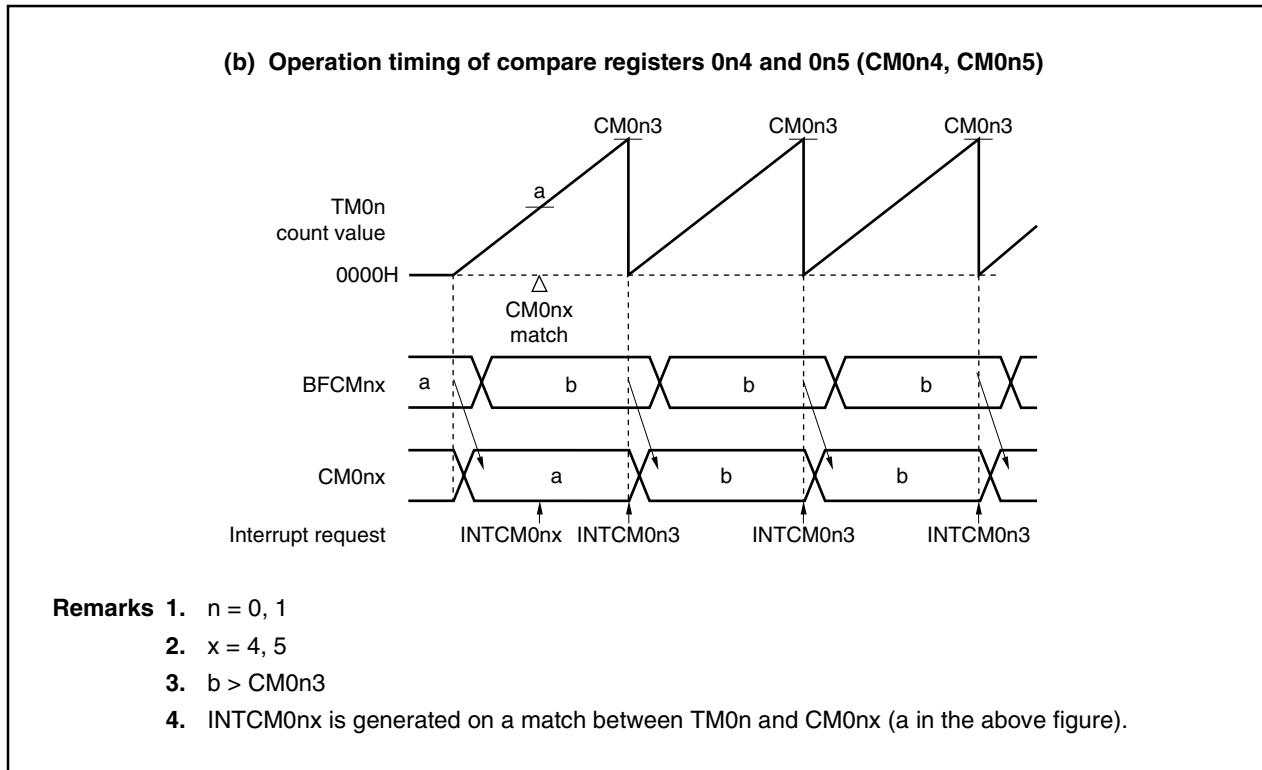 (b) Operation timing of compare registers 0n4 and 0n5 (CM0n4, CM0n5)
CM0n3 CM0n3 CM0n3
a
TM0n
count value
0000H
△
CM0nx
match
BFCMnx a b b b
CM0nx a b b
Interrupt request INTCM0nx INTCM0n3 INTCM0n3 INTCM0n3
Remarks 1. n = 0, 1
2. x = 4, 5
3. b > CM0n3
4. INTCM0nx is generated on a match between TM0n and CM0nx (a in the above figure).